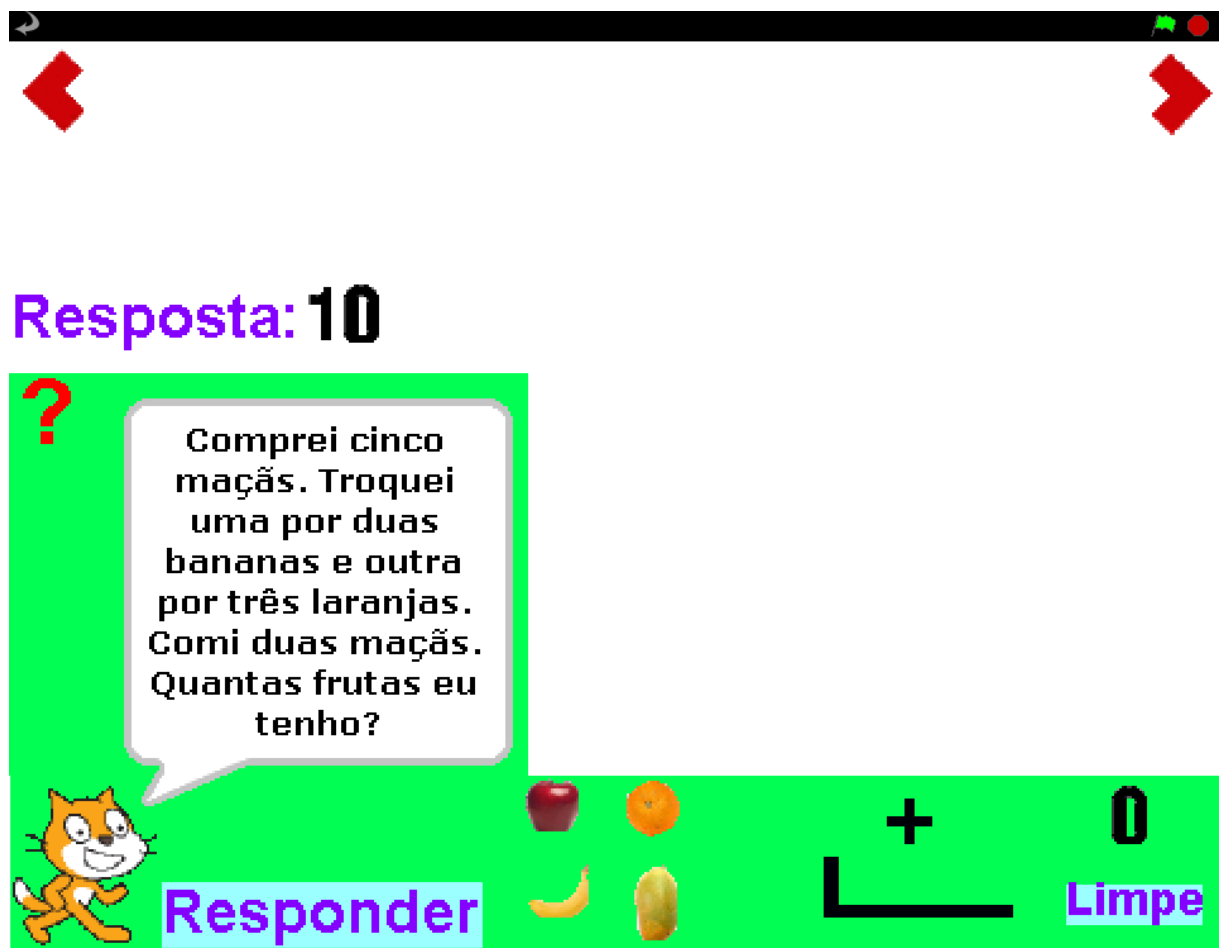 Resposta: 10
?
Comprei cinco
maçãs. Troquei
uma por duas
bananas e outra
por três laranjas.
Comi duas maçãs.
Quantas frutas eu
tenho?
+ 0
Responder
Limpe